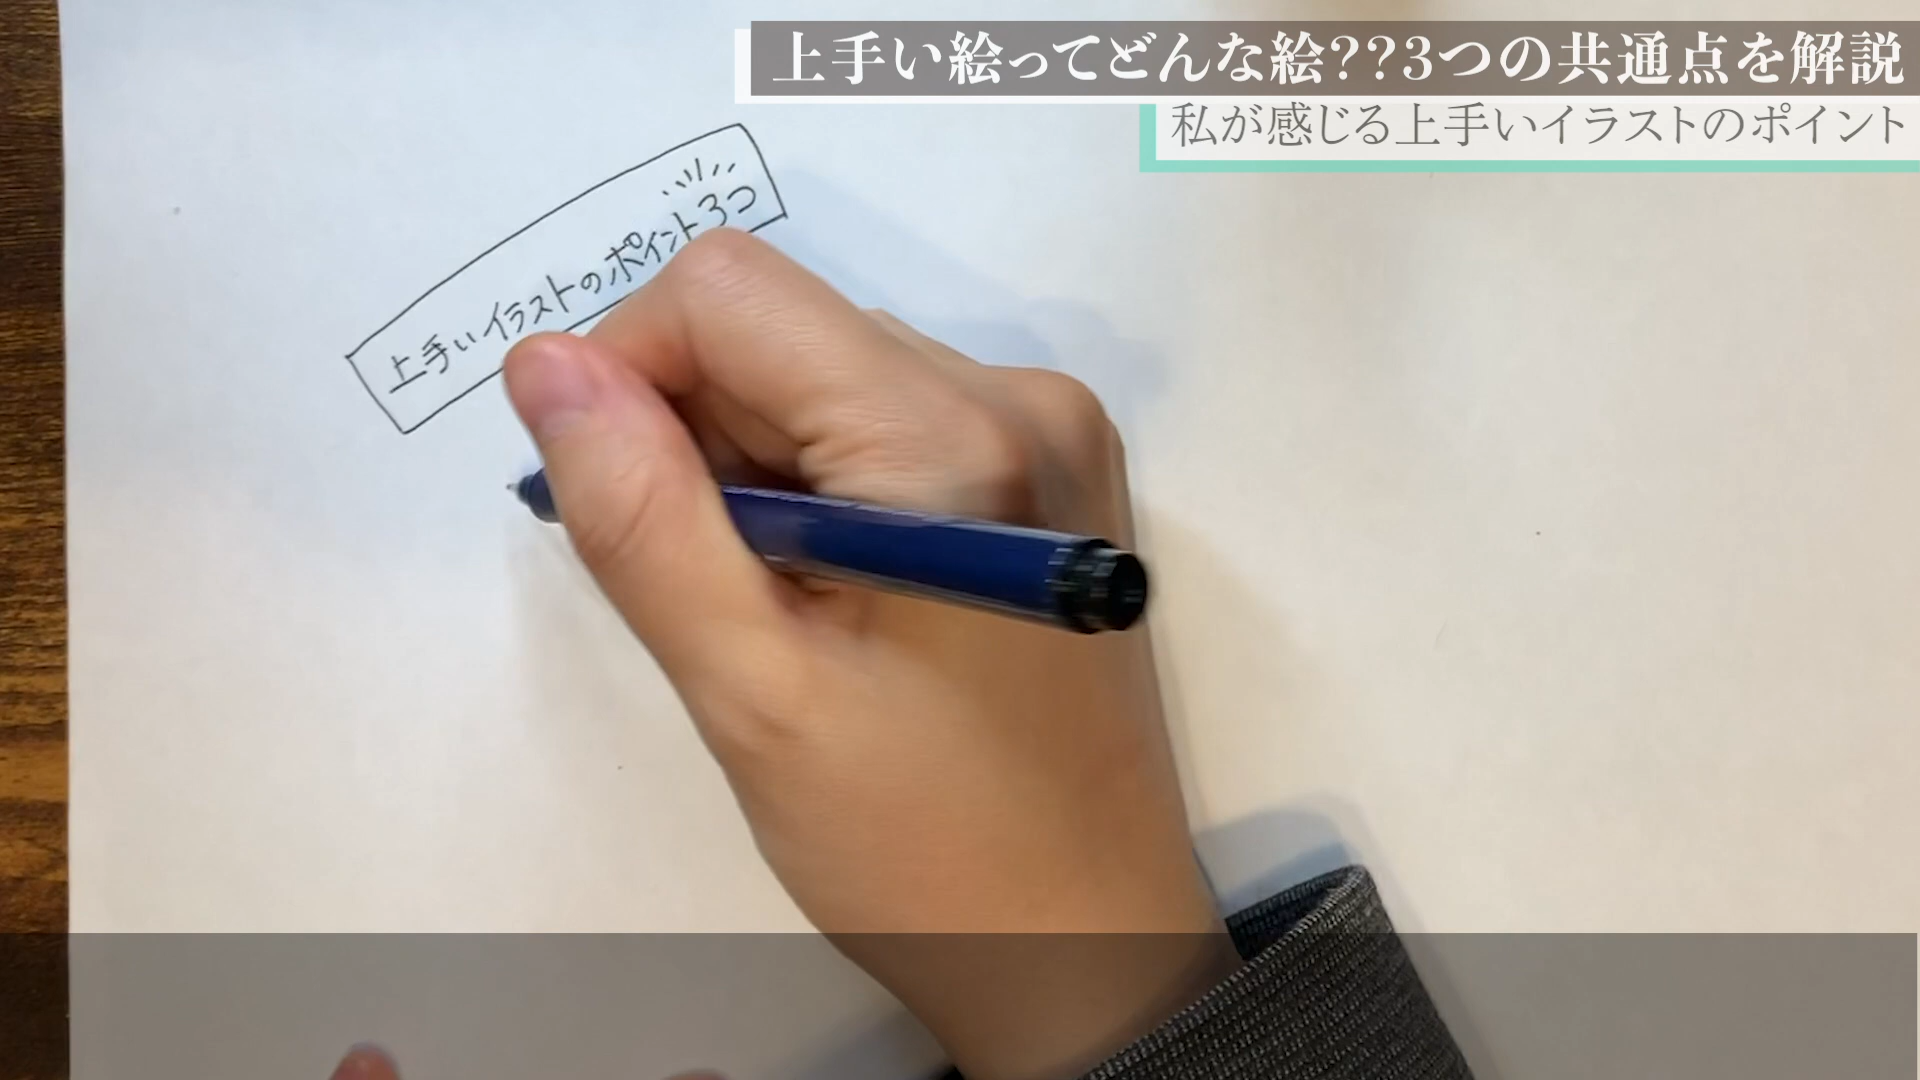 上手い絵ってどんな絵??3つの共通点を解説
私が感じる上手いイラストのポイント
上手いイラストのポイント3つ